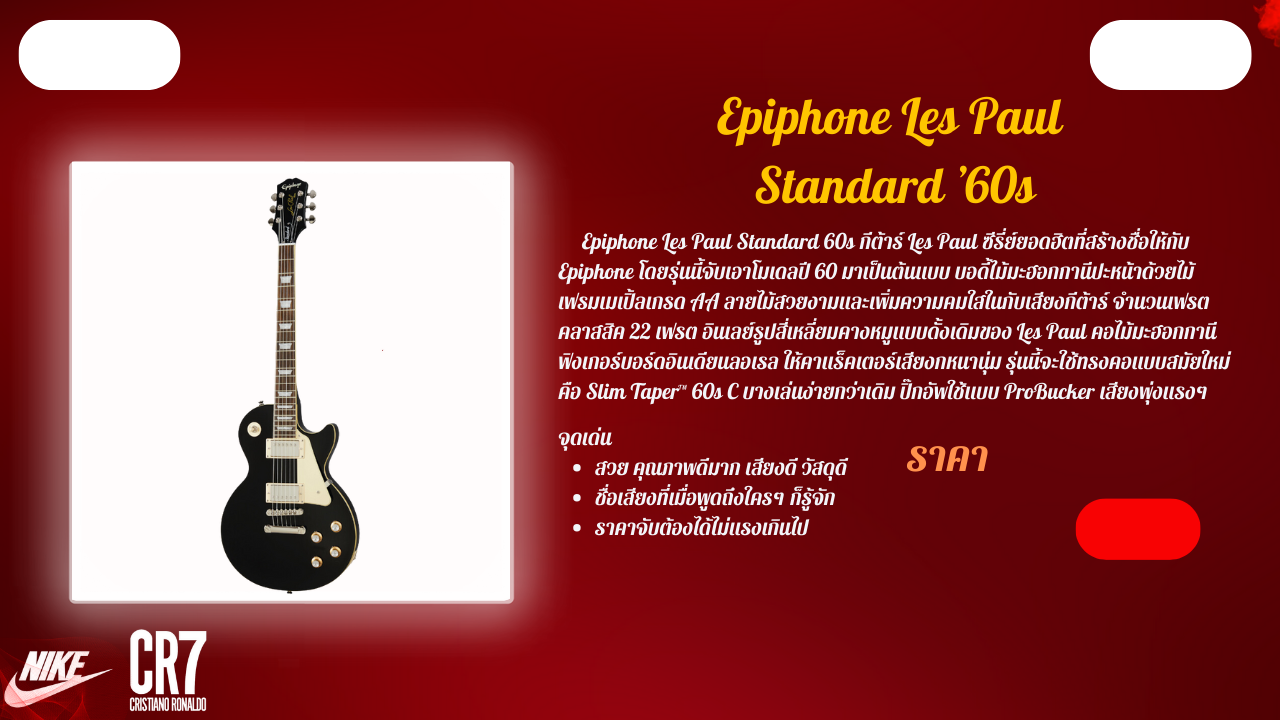 Epiphone Les Paul
Standard ’60s
Epiphone Les Paul Standard 60s กีต้าร์ Les Paul ซีรี่ย์ยอดฮิตที่สร้างชื่อให้กับ
Epiphone โดยรุ่นนี้จับเอาโมเดลปี 60 มาเป็นต้นแบบ บอดี้ไม้มะฮอกกานีปะหน้าด้วยไม้
เฟรมเมเปิ้ลเกรด AA ลายไม้สวยงามและเพิ่มความคมใสในกับเสียงกีต้าร์ จำนวนเฟรต
คลาสสิค 22 เฟรต อินเลย์รูปสี่เหลี่ยมคางหมูแบบดั้งเดิมของ Les Paul คอไม้มะฮอกกานี
ฟิงเกอร์บอร์ดอินเดียนลอเรล ให้คาแร็คเตอร์เสียงกหนานุ่ม รุ่นนี้จะใช้ทรงคอแบบสมัยใหม่
คือ Slim Taper™ 60s C บางเล่นง่ายกว่าเดิม ปิ๊กอัพใช้แบบ ProBucker เสียงพุ่งแรงๆ
จุดเด่น
• สวย คุณภาพดีมาก เสียงดี วัสดุดี
• ชื่อเสียงที่เมื่อพูดถึงใครๆ ก็รู้จัก
• ราคาจับต้องได้ไม่แรงเกินไป
ราคา
Epiphone
NIKE
CR7
CRISTIANO RONALDO